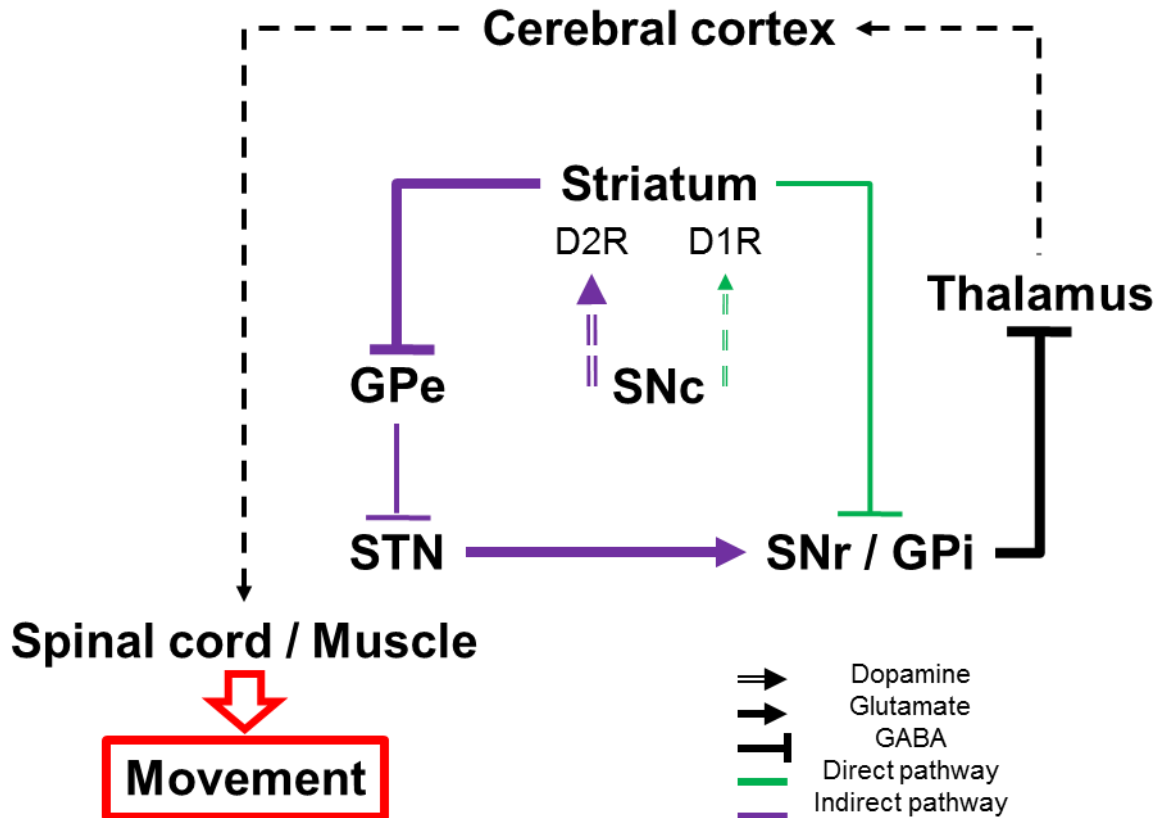 Cerebral cortex
Striatum
D2R D1R
Thalamus
GPe
SNc
STN
SNr / GPi
Spinal cord / Muscle
Movement
Dopamine
Glutamate
GABA
Direct pathway
Indirect pathway